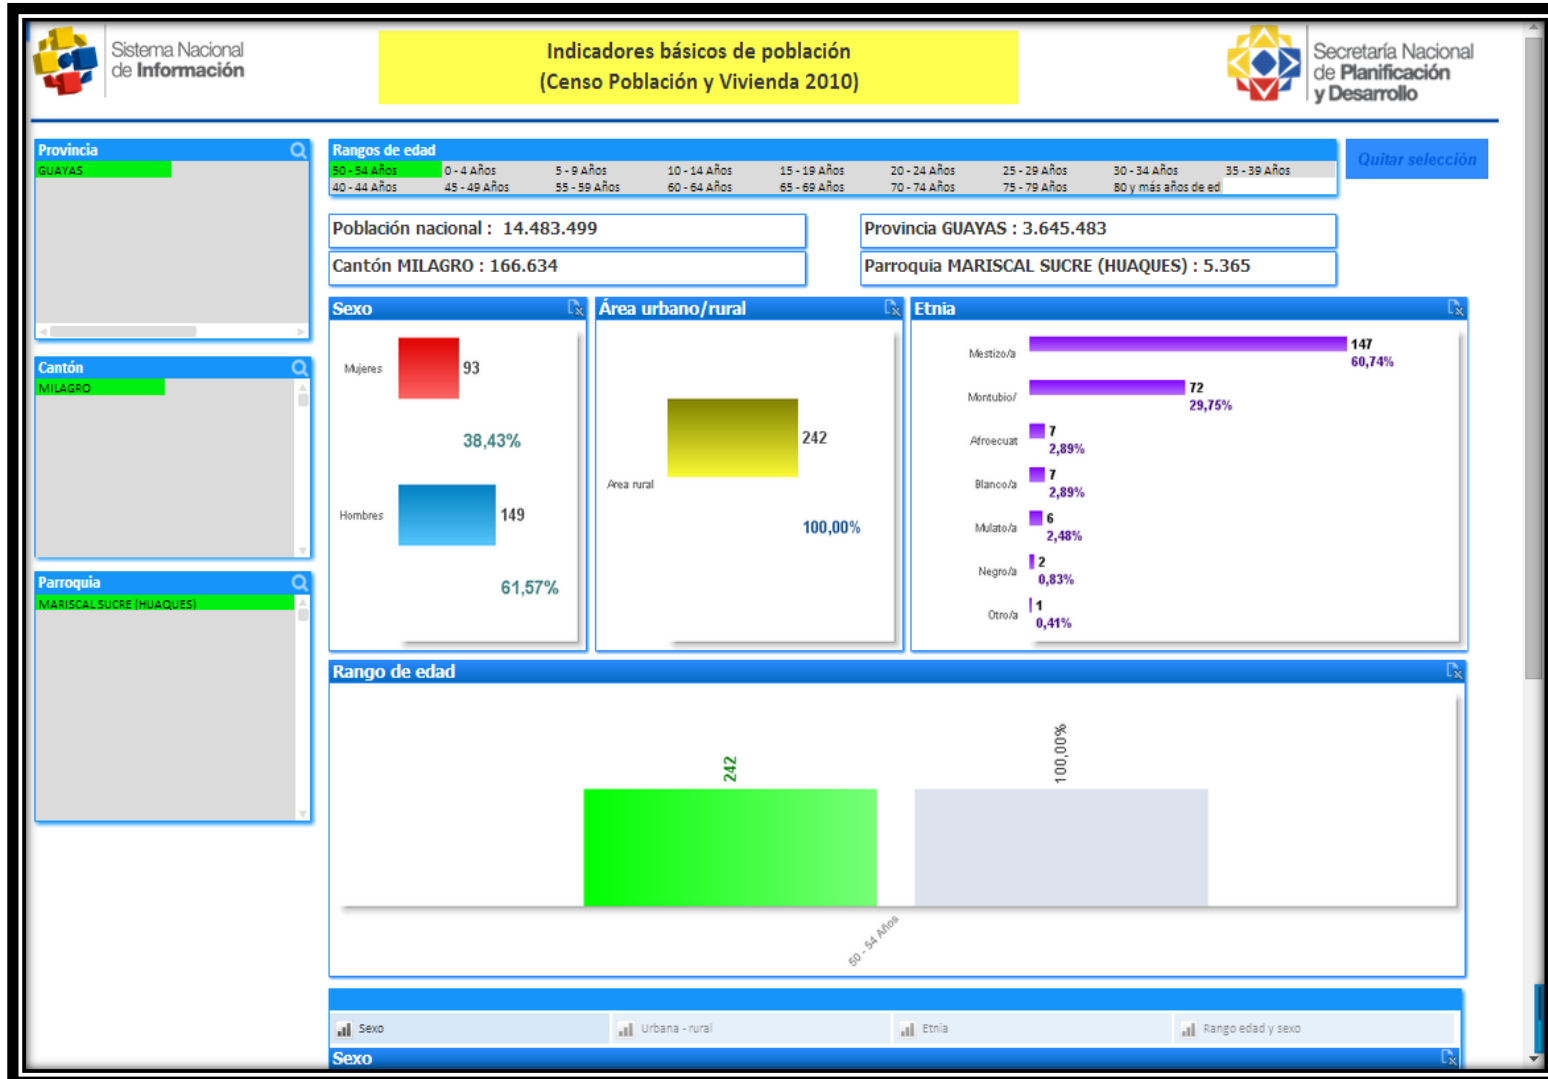 Sistema Nacional
de Información
Indicadores básicos de población
(Censo Población y Vivienda 2010)
Secretaría Nacional
de Planificación
y Desarrollo
Provincia
GUAYAS
Rangos de edad
50 - 54 Años 0 - 4 Años 5 - 9 Años 10 - 14 Años 15 - 19 Años 20 - 24 Años 25 - 29 Años 30 - 34 Años 35 - 39 Años
40 - 44 Años 45 - 49 Años 55 - 59 Años 60 - 64 Años 65 - 69 Años 70 - 74 Años 75 - 79 Años 80 y más años de ed
Quitar selección
Población nacional : 14.483.499
Provincia GUAYAS : 3.645.483
Cantón MILAGRO : 166.634
Parroquia MARISCAL SUCRE (HUAQUES) : 5.365
Cantón
MILAGRO
Parroquia
MARISCAL SUCRE (HUAQUES)
Sexo
Mujeres
93
38,43%
Hombres
149
61,57%
Área urbano/rural
Area rural
242
100,00%
Etnia
Mestizo/a
147
60,74%
Montubio/
72
29,75%
Afroecuat
7
2,89%
Blanco/a
7
2,89%
Mulato/a
6
2,48%
Negro/a
2
0,83%
Otro/a
1
0,41%
Rango de edad
242
100,00%
50 - 54 Años
Sexo
Urbana - rural
Etnia
Rango edad y sexo
Sexo